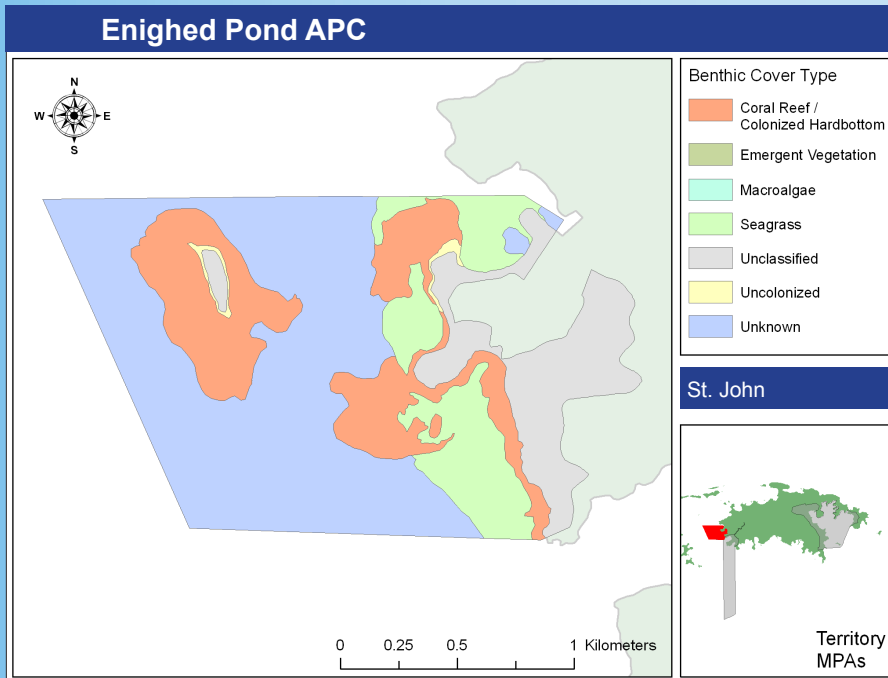 Enighed Pond APC
N
W E
S
0 0.25 0.5 1 Kilometers
Benthic Cover Type
Coral Reef /
Colonized Hardbottom
Emergent Vegetation
Macroalgae
Seagrass
Unclassified
Uncolonized
Unknown
St. John
Territory
MPAs